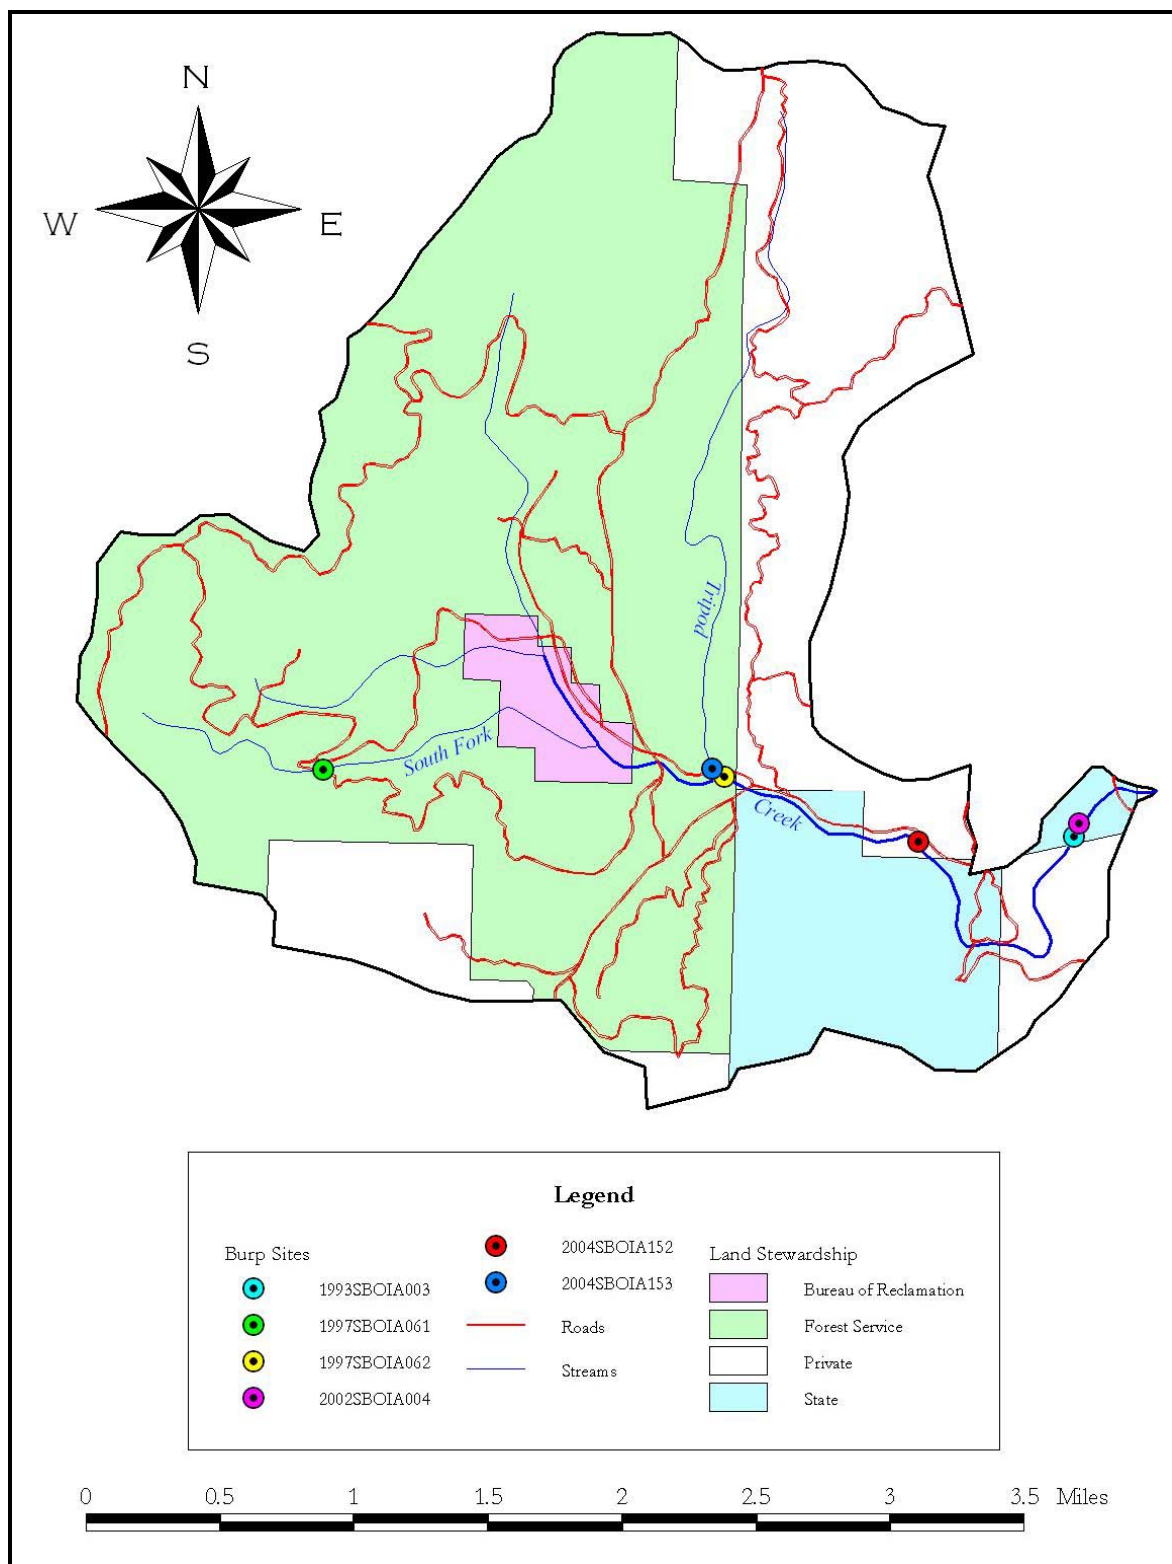 N
W
E
S
Tripod
South Fork
Creek
Legend
Burp Sites
1993SBOIA003
1997SBOIA061
1997SBOIA062
2002SBOIA004
2004SBOIA152
2004SBOIA153
Roads
Streams
Land Stewardship
Bureau of Reclamation
Forest Service
Private
State
0 0.5 1 1.5 2 2.5 3 3.5 Miles